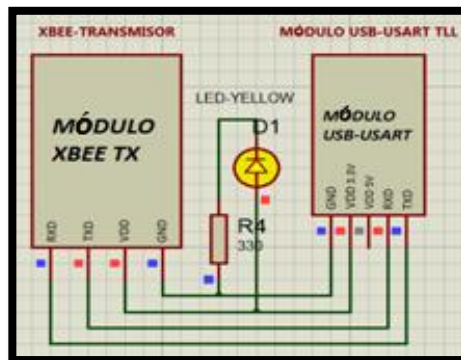 XBEE-TRANSMISOR
MÓDULO USB-USART TLL
LED-YELLOW
D1
MÓDULO
XBEE TX
MÓDULO
USB-USART
RXD
TXD
VDD
GND
R4
330
GND
VDD 3.3V
VDD 5V
RXD
TXD